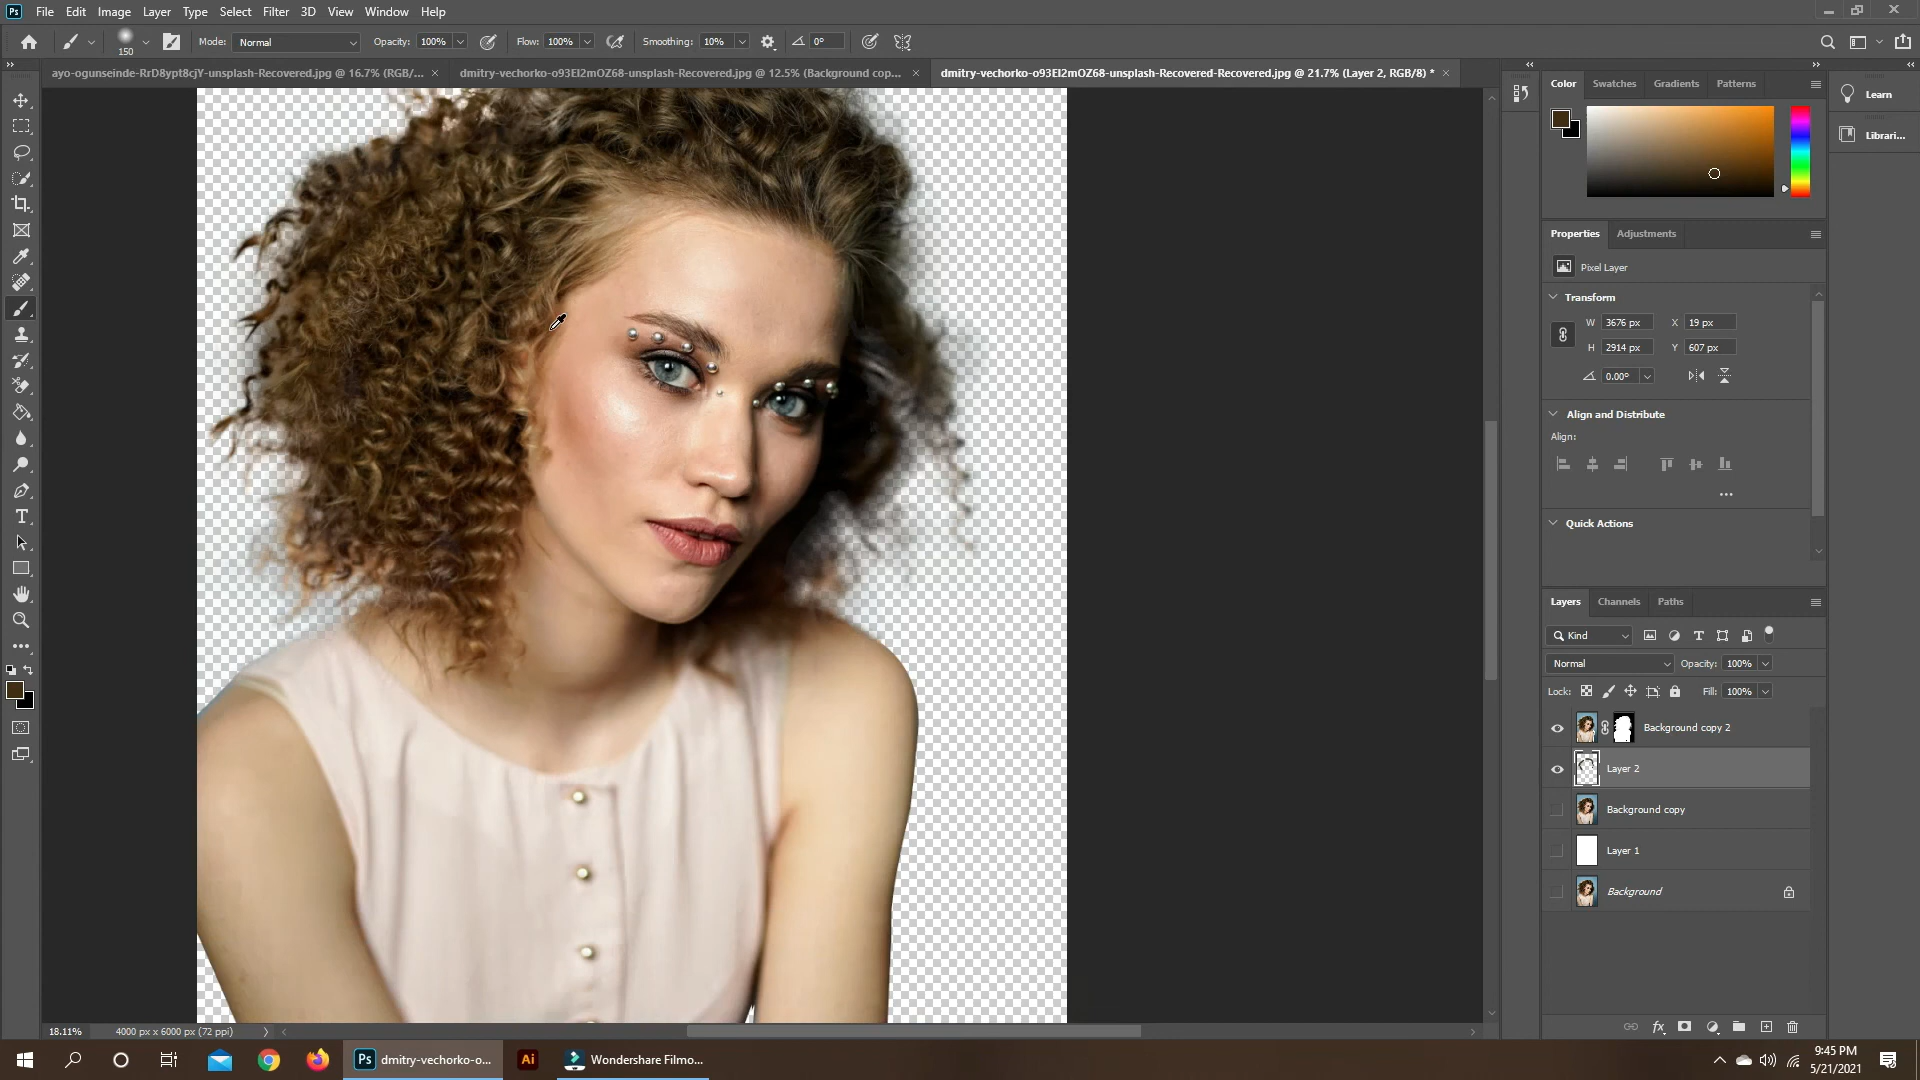 Ps File Edit Image Layer Type Select Filter 3D View Window Help
150 Mode: Normal Opacity: 100% Flow: 100% Smoothing: 10% 0°
ayo-ogunseinde-RrD8ypt8cjY-unsplash-Recovered.jpg @ 16.7% (RGB/... × dmitry-vechorko-o93EI2mOZ68-unsplash-Recovered.jpg @ 12.5% (Background cop... × dmitry-vechorko-o93EI2mOZ68-unsplash-Recovered-Recovered.jpg @ 21.7% (Layer 2, RGB/8) * ×
Color Swatches Gradients Patterns
Learn
Librari...
Properties Adjustments
Pixel Layer
Transform
W 3676 px X 19 px
H 2914 px Y 607 px
0.00°
Align and Distribute
Align:
Quick Actions
Layers Channels Paths
Kind
Normal Opacity: 100%
Lock: Fill: 100%
Background copy 2
Layer 2
Background copy
Layer 1
Background
18.11% 4000 px x 6000 px (72 ppi)
Ps dmitry-vechorko-o... Ai Wondershare Filmo...
9:45 PM
5/21/2021